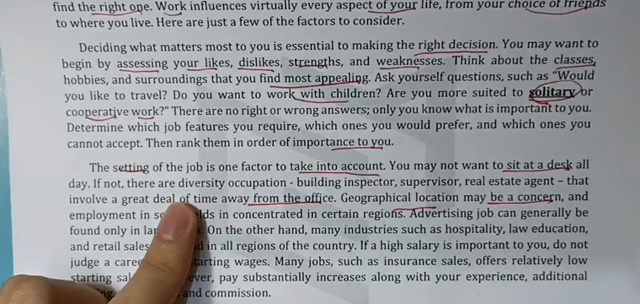 find the right one. Work influences virtually every aspect of your life, from your choice of friends
to where you live. Here are just a few of the factors to consider.
Deciding what matters most to you is essential to making the right decision. You may want to
begin by assessing your likes, dislikes, strengths, and weaknesses. Think about the classes,
hobbies, and surroundings that you find most appealing. Ask yourself questions, such as "Would
you like to travel? Do you want to work with children? Are you more suited to solitary or
cooperative work?" There are no right or wrong answers; only you know what is important to you.
Determine which job features you require, which ones you would prefer, and which ones you
cannot accept. Then rank them in order of importance to you.
The setting of the job is one factor to take into account. You may not want to sit at a desk all
day. If not, there are diversity occupation - building inspector, supervisor, real estate agent – that
involve a great deal of time away from the office. Geographical location may be a concern, and
employment in in concentrated in certain regions. Advertising job can generally be
found only in On the other hand, many industries such as hospitality, law education,
and retail sales in all regions of the country. If a high salary is important to you, do not
judge a wages. Many jobs, such as insurance sales, offers relatively low
starting pay substantially increases along with your experience, additional
and commission.